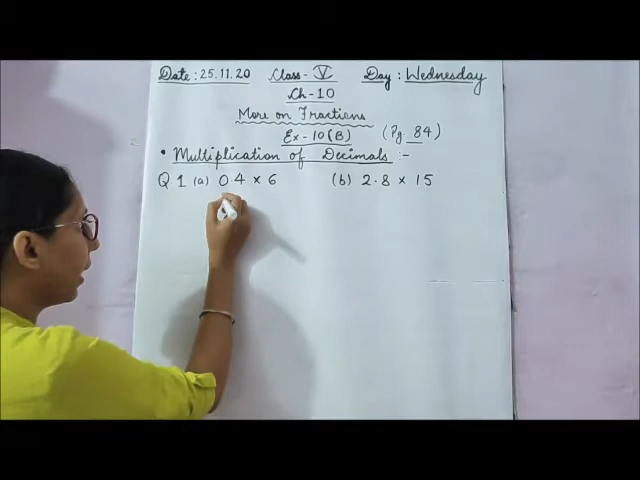 Date : 25.11.20 Class - V Day : Wednesday
Ch - 10
More on Fractions
Ex - 10(B) (Pg. 84)
• Multiplication of Decimals :-
Q 1 (a) 0.4 × 6 (b) 2.8 × 15